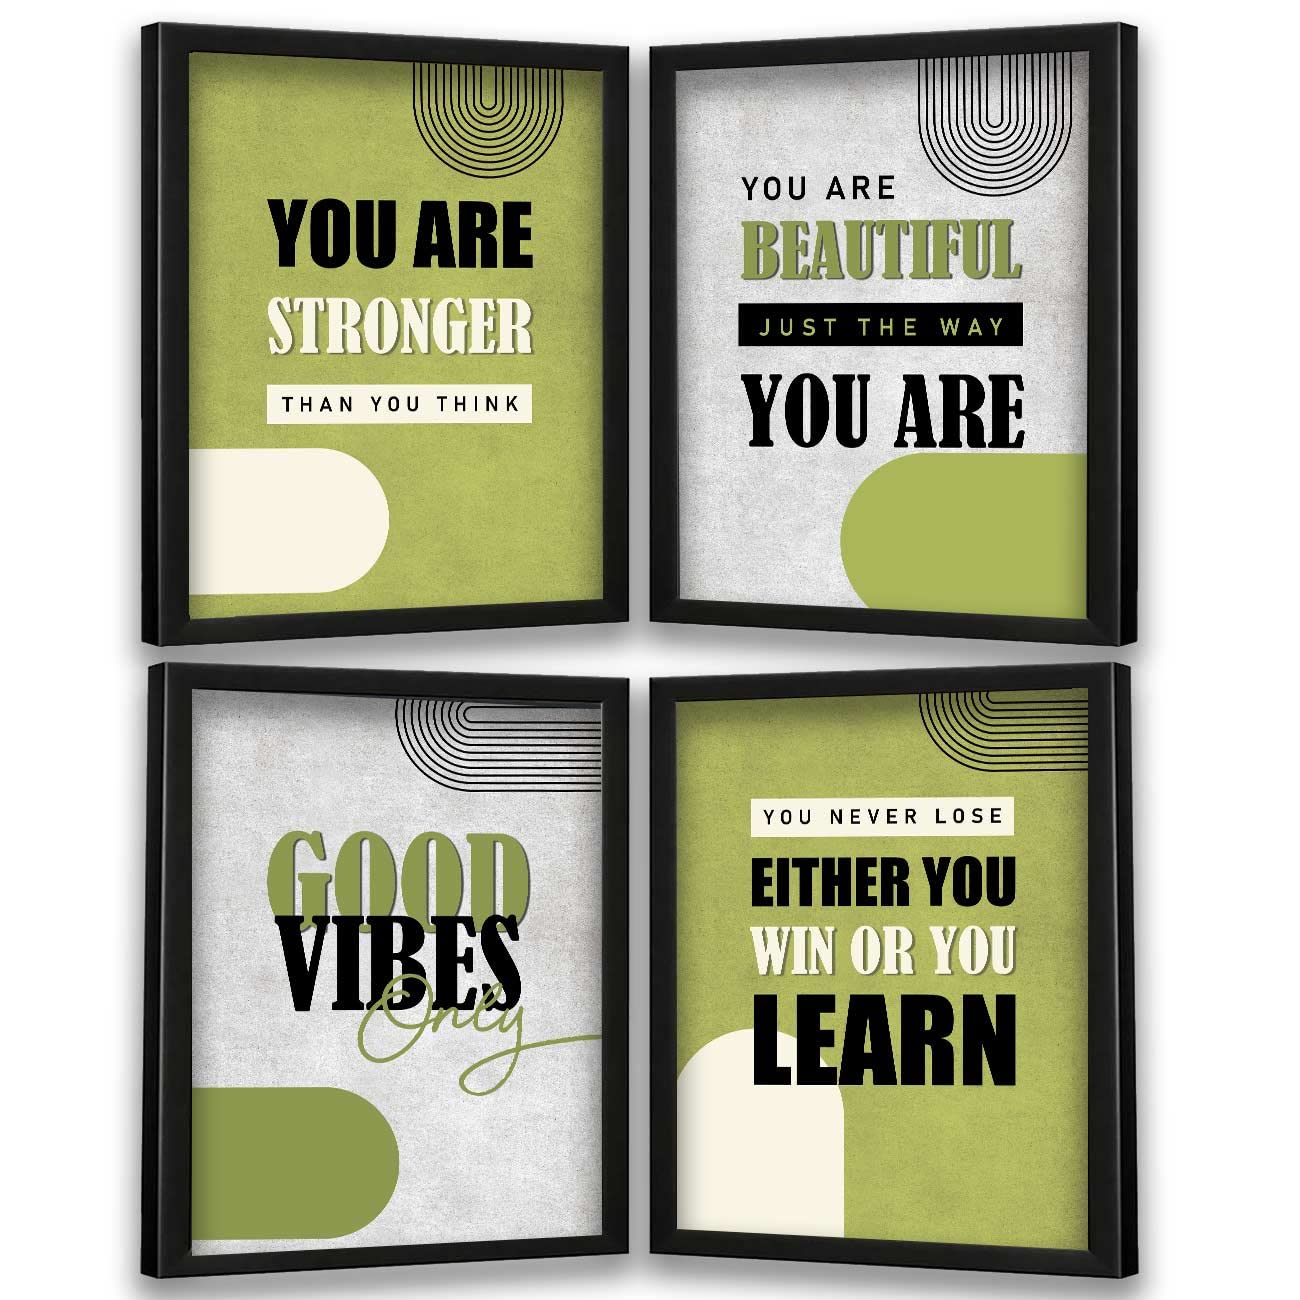 YOU ARE
STRONGER
THAN YOU THINK
YOU ARE
BEAUTIFUL
JUST THE WAY
YOU ARE
GOOD
VIBES
Only
YOU NEVER LOSE
EITHER YOU
WIN OR YOU
LEARN